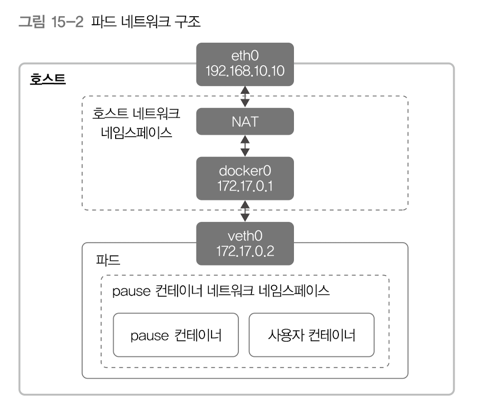 그림 15-2 파드 네트워크 구조
eth0
192.168.10.10
호스트
호스트 네트워크
네임스페이스
NAT
docker0
172.17.0.1
veth0
172.17.0.2
파드
pause 컨테이너 네트워크 네임스페이스
pause 컨테이너
사용자 컨테이너